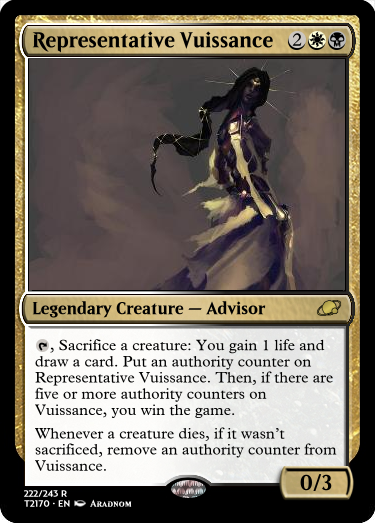 Representative Vuissance 2
Legendary Creature — Advisor
, Sacrifice a creature: You gain 1 life and
draw a card. Put an authority counter on
Representative Vuissance. Then, if there are
five or more authority counters on
Vuissance, you win the game.
Whenever a creature dies, if it wasn't
sacrificed, remove an authority counter from
Vuissance.
0/3
222/243 R
T2170 • EN Aradnom